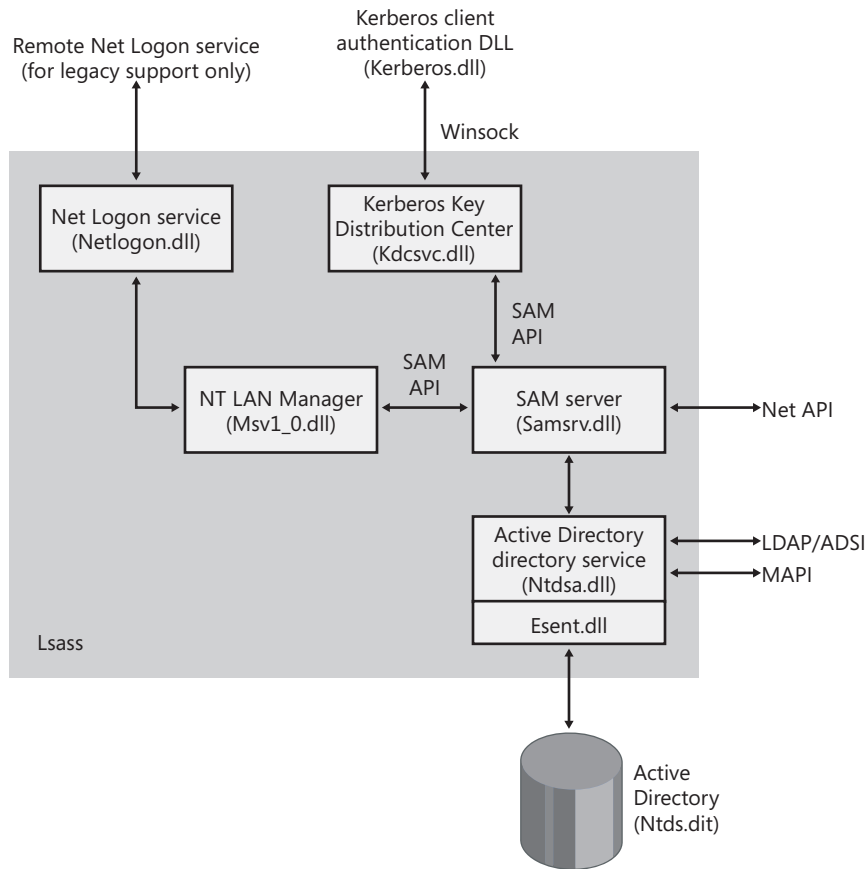 Remote Net Logon service
(for legacy support only)
Kerberos client
authentication DLL
(Kerberos.dll)
Winsock
Net Logon service
(Netlogon.dll)
Kerberos Key
Distribution Center
(Kdcsvc.dll)
SAM
API
SAM
API
NT LAN Manager
(Msv1_0.dll)
SAM server
(Samsrv.dll)
Net API
Active Directory
directory service
(Ntdsa.dll)
LDAP/ADSI
MAPI
Esent.dll
Lsass
Active
Directory
(Ntds.dit)